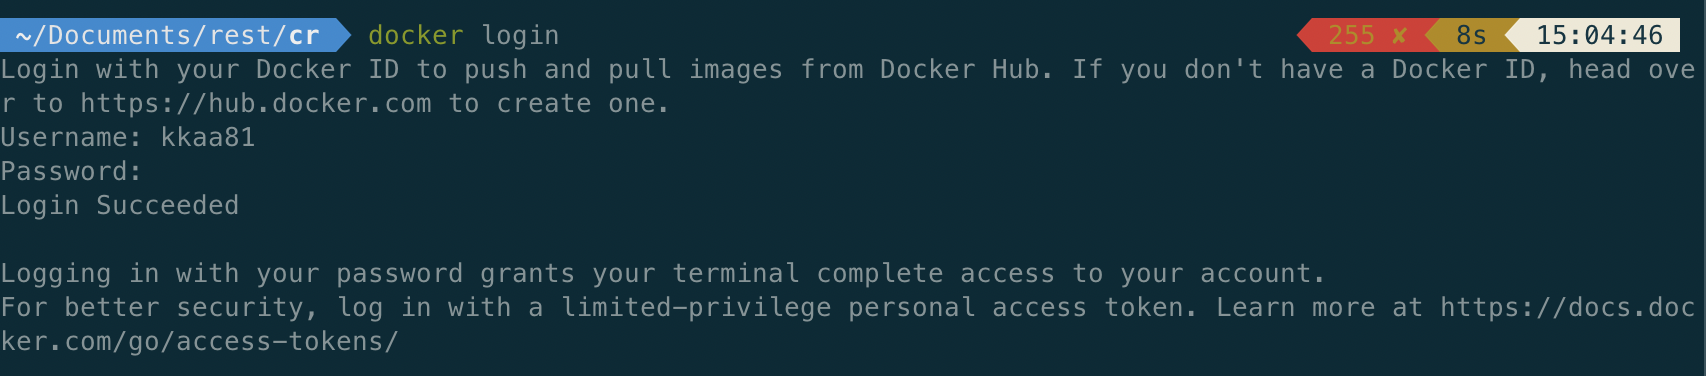 ~/Documents/rest/cr docker login 255 ✘ 8s 15:04:46
Login with your Docker ID to push and pull images from Docker Hub. If you don't have a Docker ID, head ove
r to https://hub.docker.com to create one.
Username: kkaa81
Password:
Login Succeeded
Logging in with your password grants your terminal complete access to your account.
For better security, log in with a limited-privilege personal access token. Learn more at https://docs.doc
ker.com/go/access-tokens/